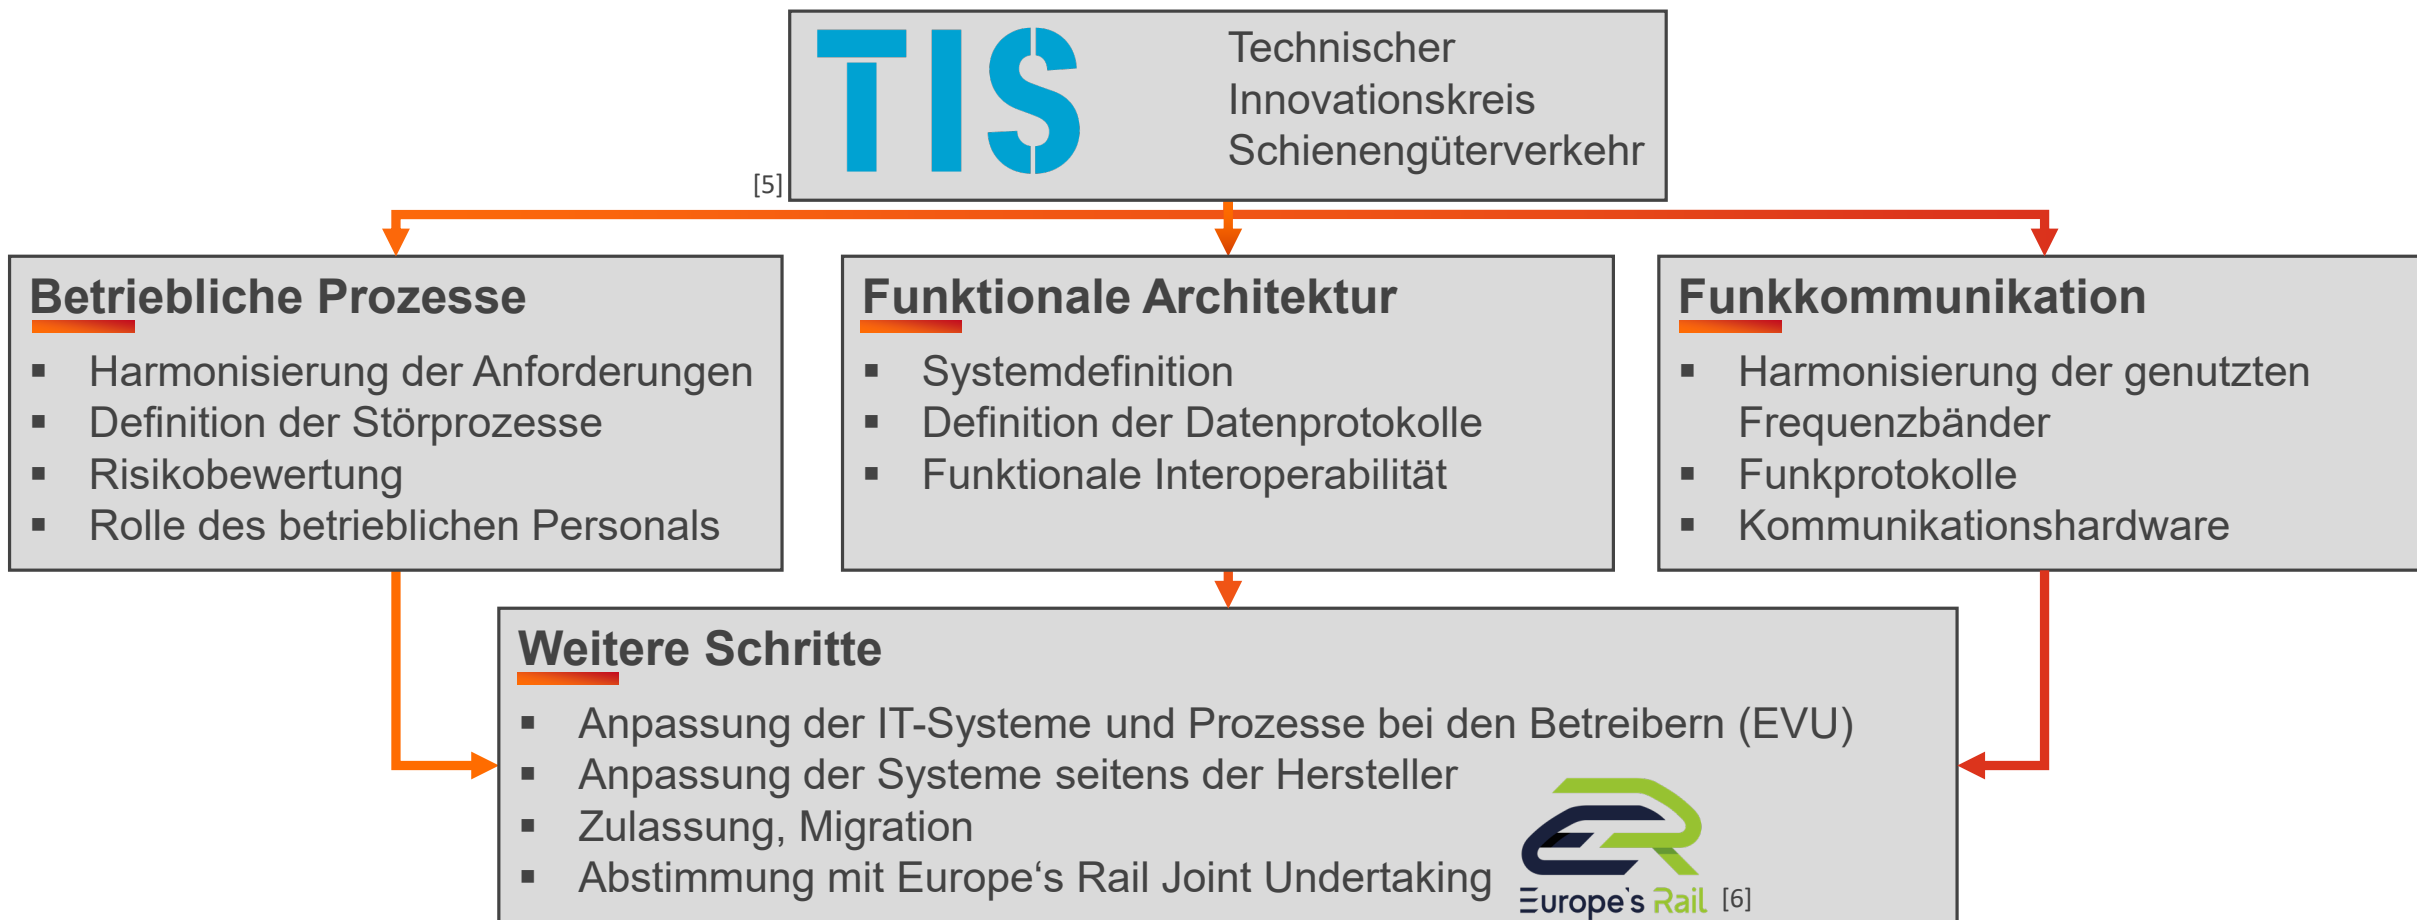 TIS
Technischer
Innovationskreis
Schienengüterverkehr
[5]
Betriebliche Prozesse
▪ Harmonisierung der Anforderungen
▪ Definition der Störprozesse
▪ Risikobewertung
▪ Rolle des betrieblichen Personals
Funktionale Architektur
▪ Systemdefinition
▪ Definition der Datenprotokolle
▪ Funktionale Interoperabilität
Funkkommunikation
▪ Harmonisierung der genutzten
Frequenzbänder
▪ Funkprotokolle
▪ Kommunikationshardware
Weitere Schritte
▪ Anpassung der IT-Systeme und Prozesse bei den Betreibern (EVU)
▪ Anpassung der Systeme seitens der Hersteller
▪ Zulassung, Migration
▪ Abstimmung mit Europe‘s Rail Joint Undertaking
ER
Europe's Rail [6]